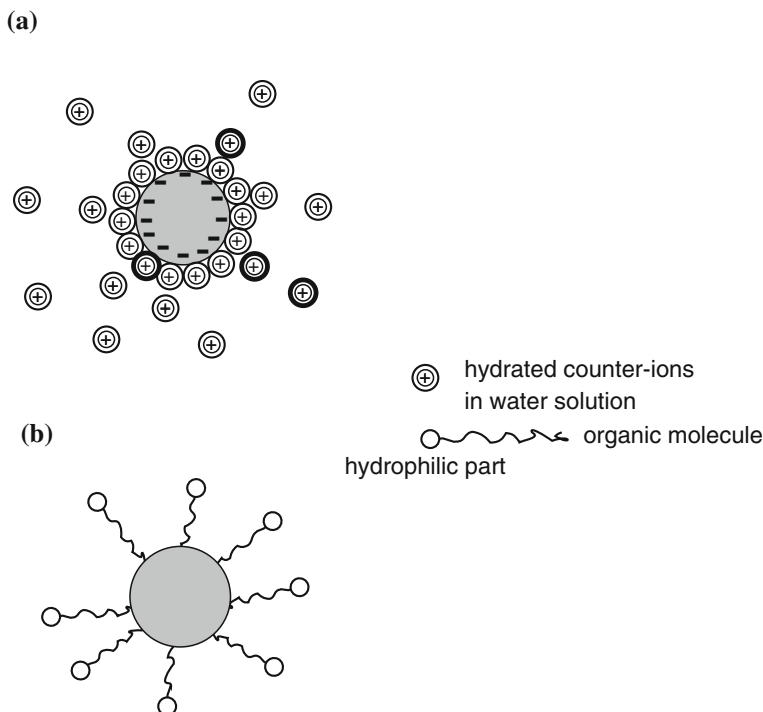 (a)
hydrated counter-ions
in water solution
(b)
organic molecule
hydrophilic part